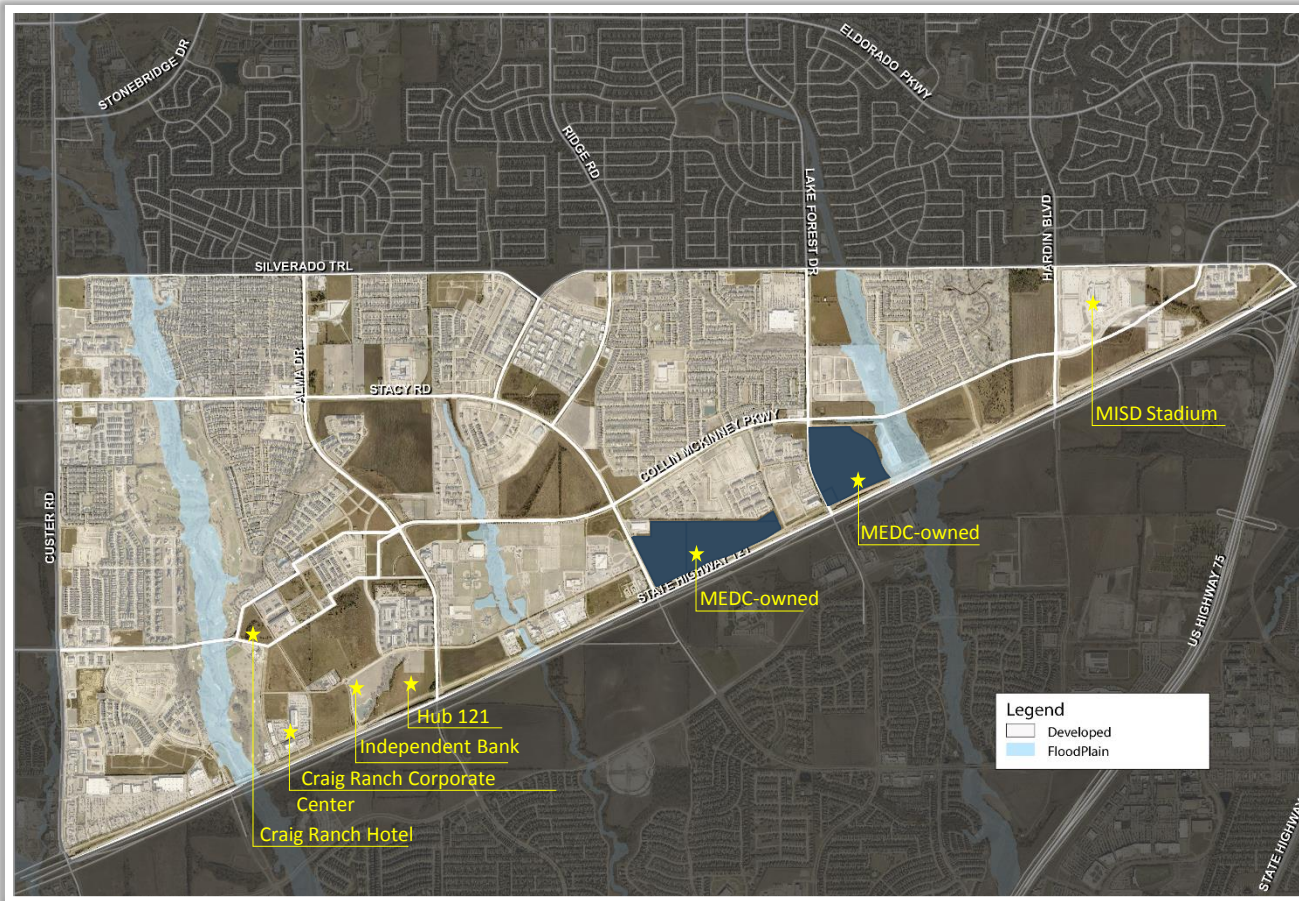 STONEBRIDGE DR
ELDORADO PKWY
RIDGE RD
LAKE FOREST DR
HARDIN BLVD
SILVERADO TRL
ALMA DR
STACY RD
MISD Stadium
COLLIN MCKINNEY PKWY
CUSTER RD
MEDC-owned
STATE HIGHWAY 121
MEDC-owned
US HIGHWAY 75
Hub 121
Independent Bank
Craig Ranch Corporate
Center
Craig Ranch Hotel
Legend
Developed
FloodPlain
STATE HIGHWAY